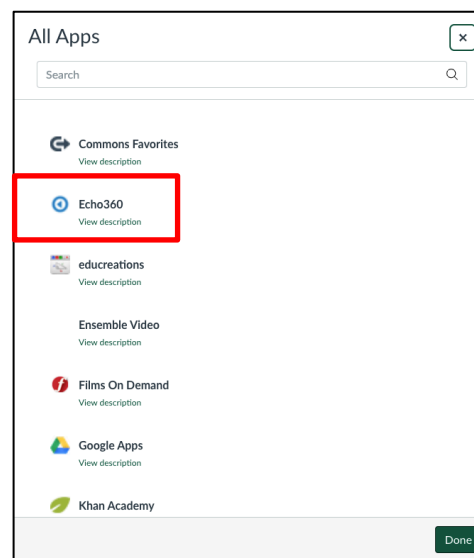 All Apps
Search
Commons Favorites
View description
Echo360
View description
educreations
View description
Ensemble Video
View description
Films On Demand
View description
Google Apps
View description
Khan Academy
Done